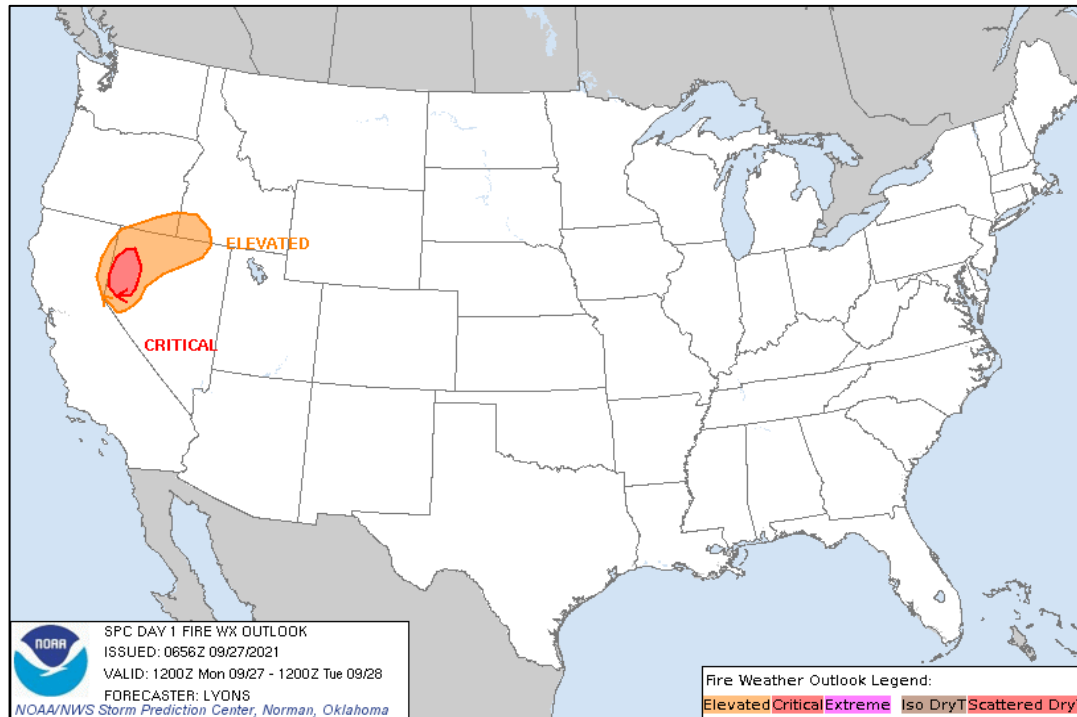 ELEVATED
CRITICAL
NOAA
SPC DAY 1 FIRE WX OUTLOOK
ISSUED: 0656Z 09/27/2021
VALID: 1200Z Mon 09/27 - 1200Z Tue 09/28
FORECASTER: LYONS
NOAA/NWS Storm Prediction Center, Norman, Oklahoma
Fire Weather Outlook Legend:
Elevated Critical Extreme Iso DryT Scattered DryT